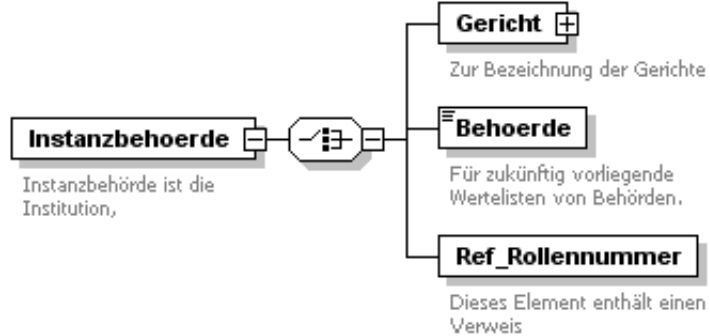 Gericht
Zur Bezeichnung der Gerichte
Instanzbehoerde
Instanzbehörde ist die
Institution,
Behoerde
Für zukünftig vorliegende
Wertelisten von Behörden.
Ref_Rollennummer
Dieses Element enthält einen
Verweis